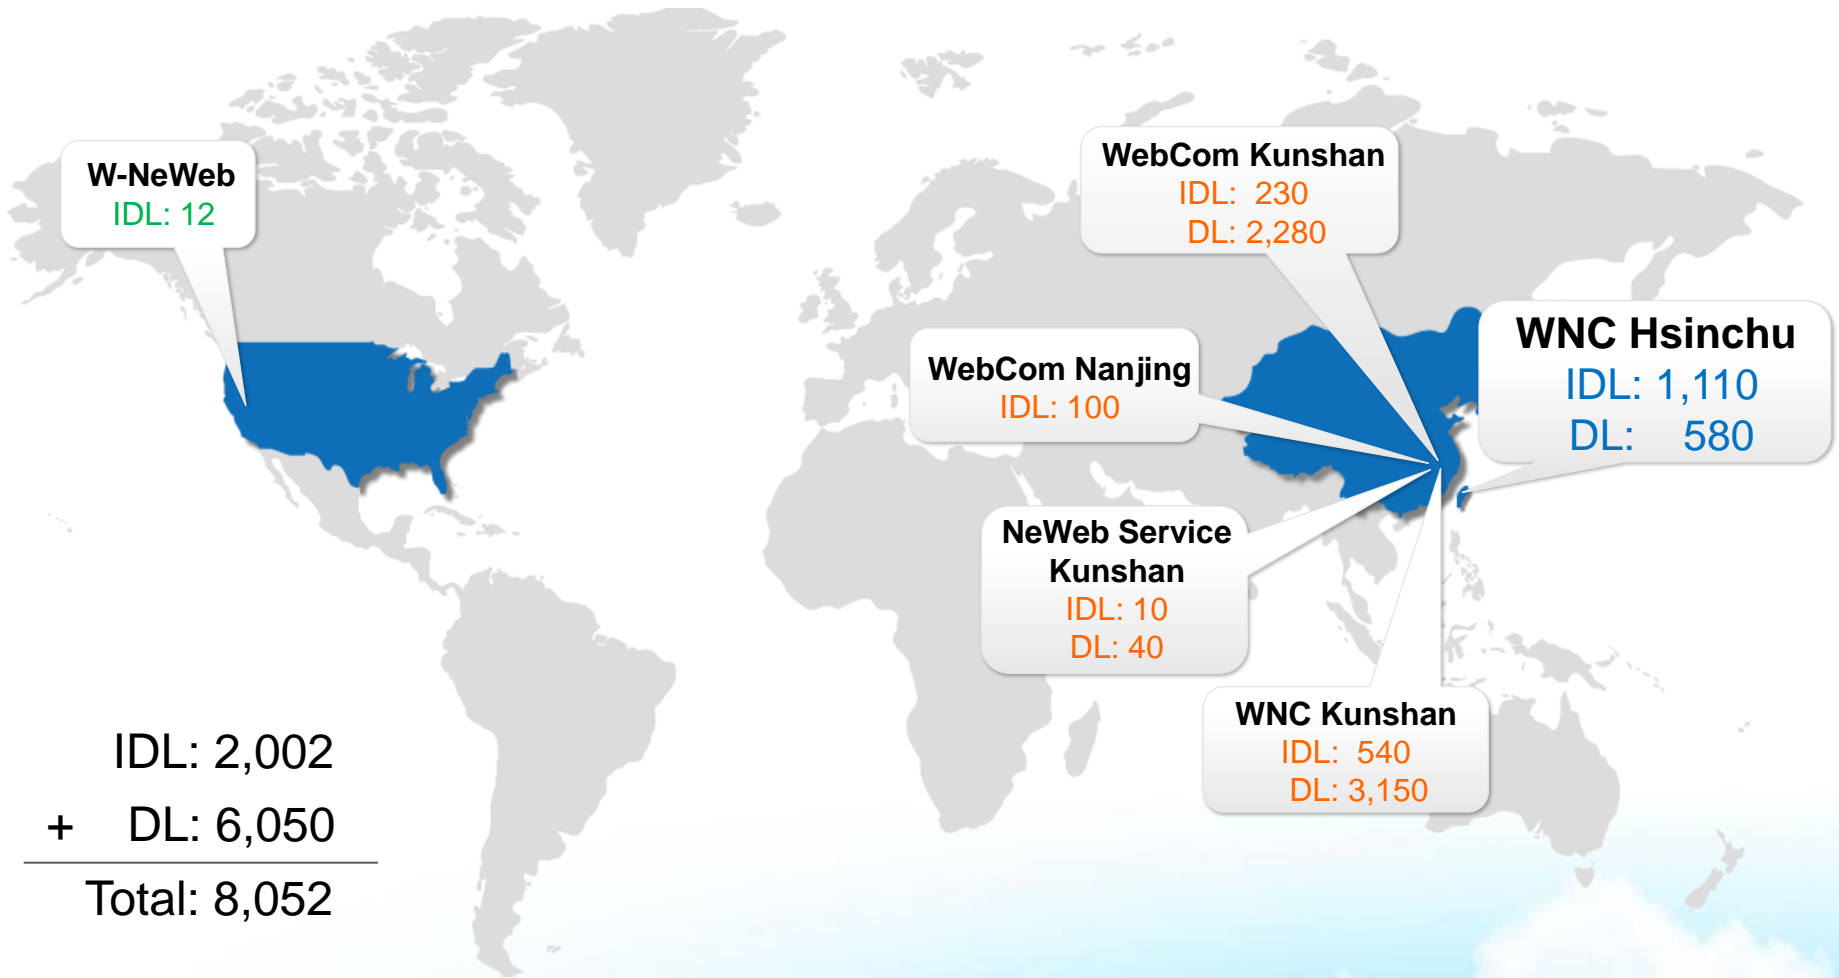 W-NeWeb
IDL: 12
WebCom Kunshan
IDL: 230
DL: 2,280
WNC Hsinchu
IDL: 1,110
DL: 580
WebCom Nanjing
IDL: 100
NeWeb Service
Kunshan
IDL: 10
DL: 40
WNC Kunshan
IDL: 540
DL: 3,150
IDL: 2,002
+ DL: 6,050
Total: 8,052